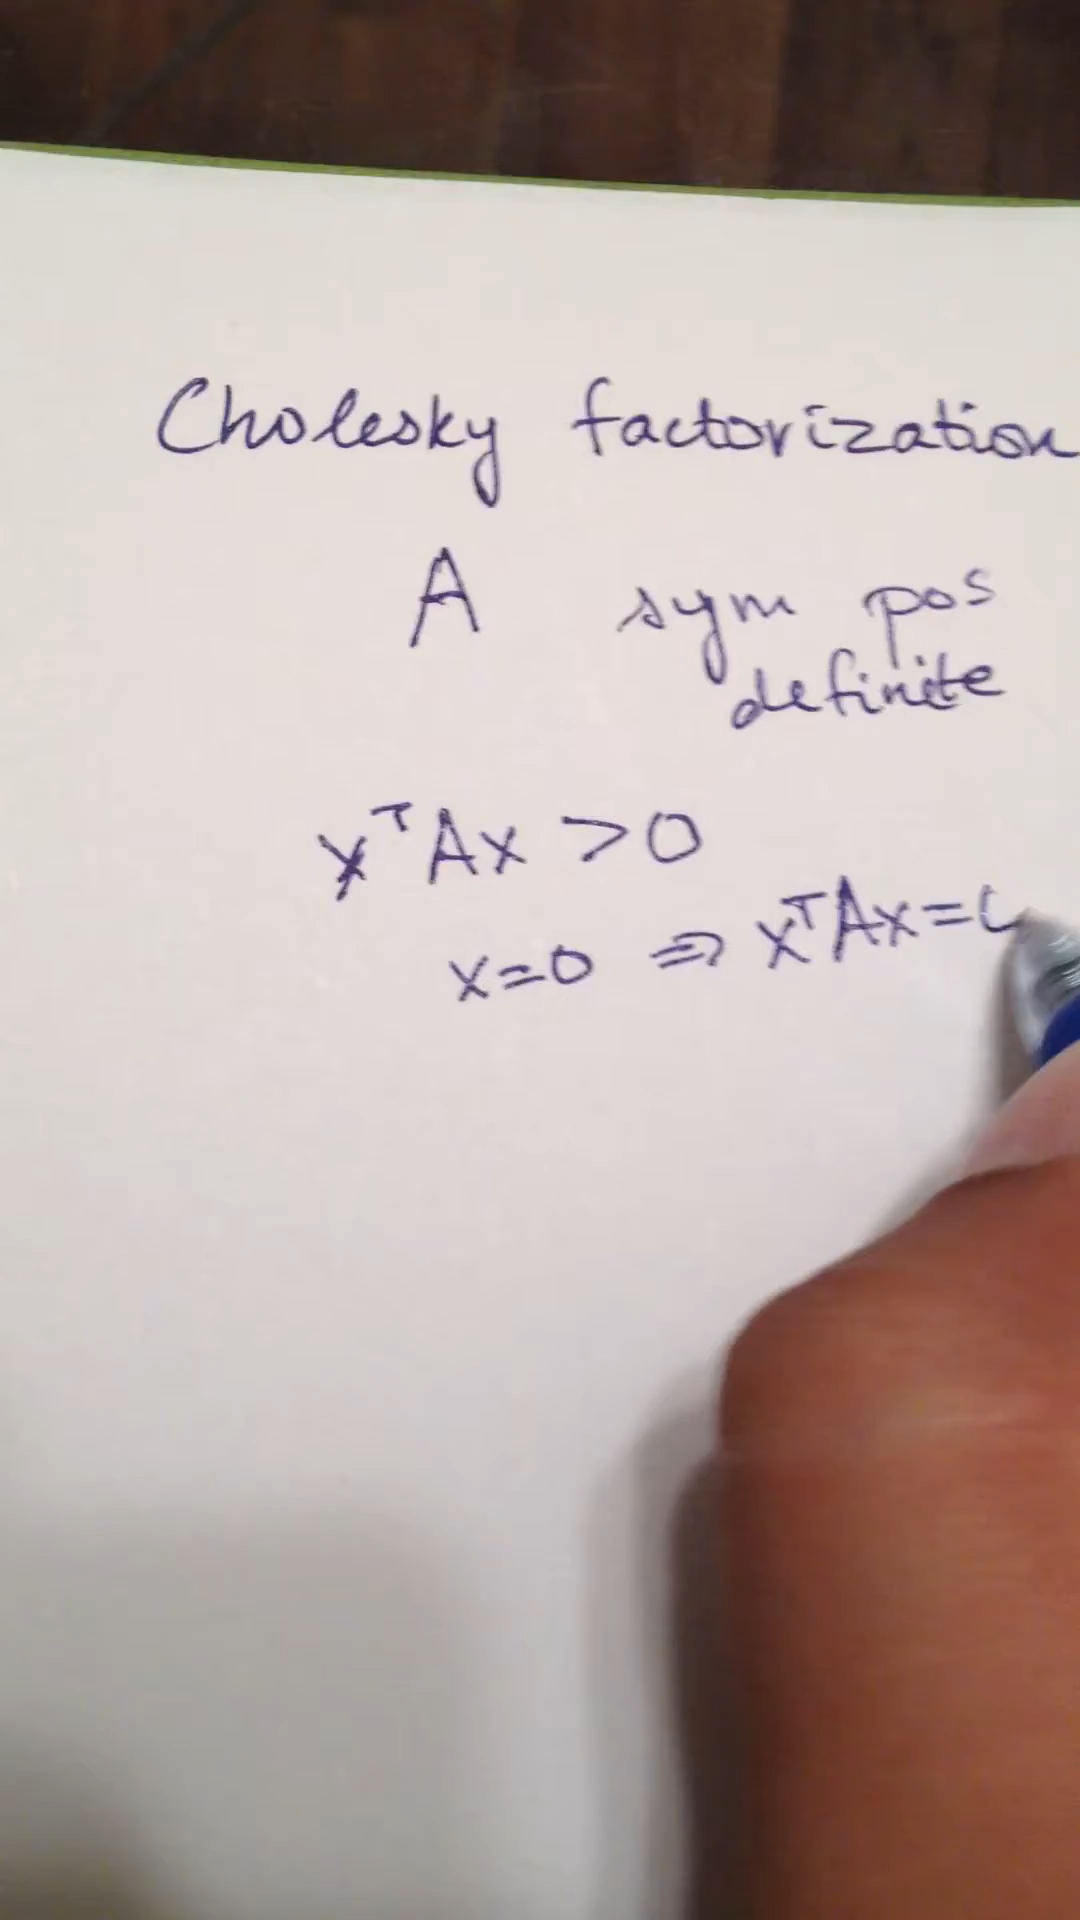 Cholesky factorization
A sym pos
definite
xᵀAx >0
x=0 ⇒ xᵀAx=